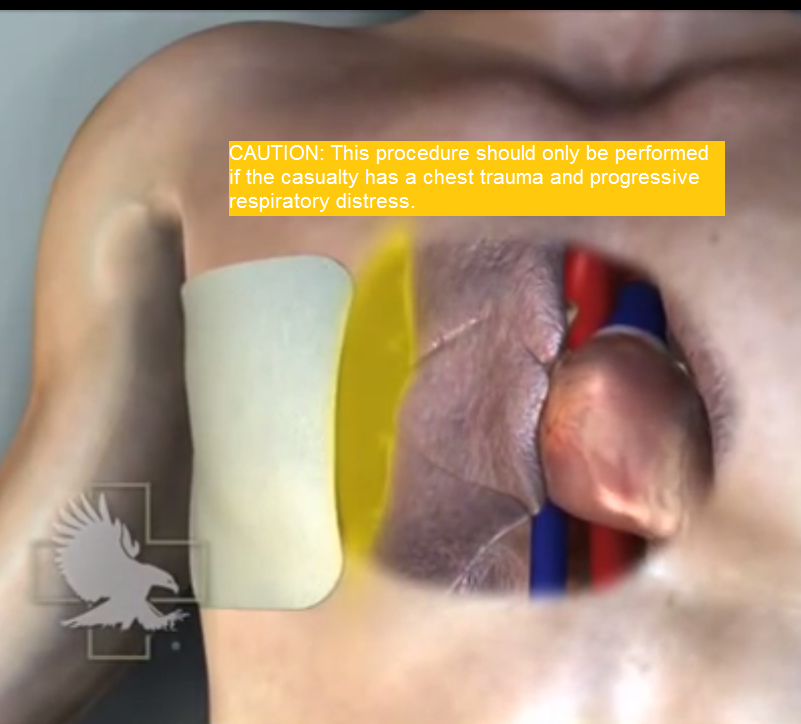 CAUTION: This procedure should only be performed
if the casualty has a chest trauma and progressive
respiratory distress.